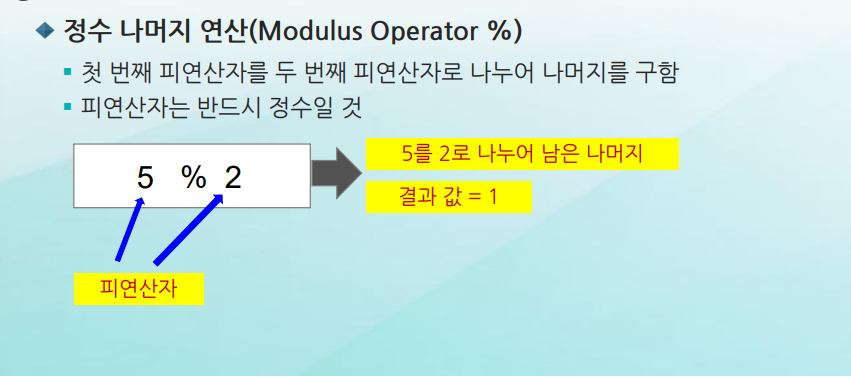 정수 나머지 연산(Modulus Operator %)
첫 번째 피연산자를 두 번째 피연산자로 나누어 나머지를 구함
피연산자는 반드시 정수일 것
5 % 2
5를 2로 나누어 남은 나머지
결과 값 = 1
피연산자